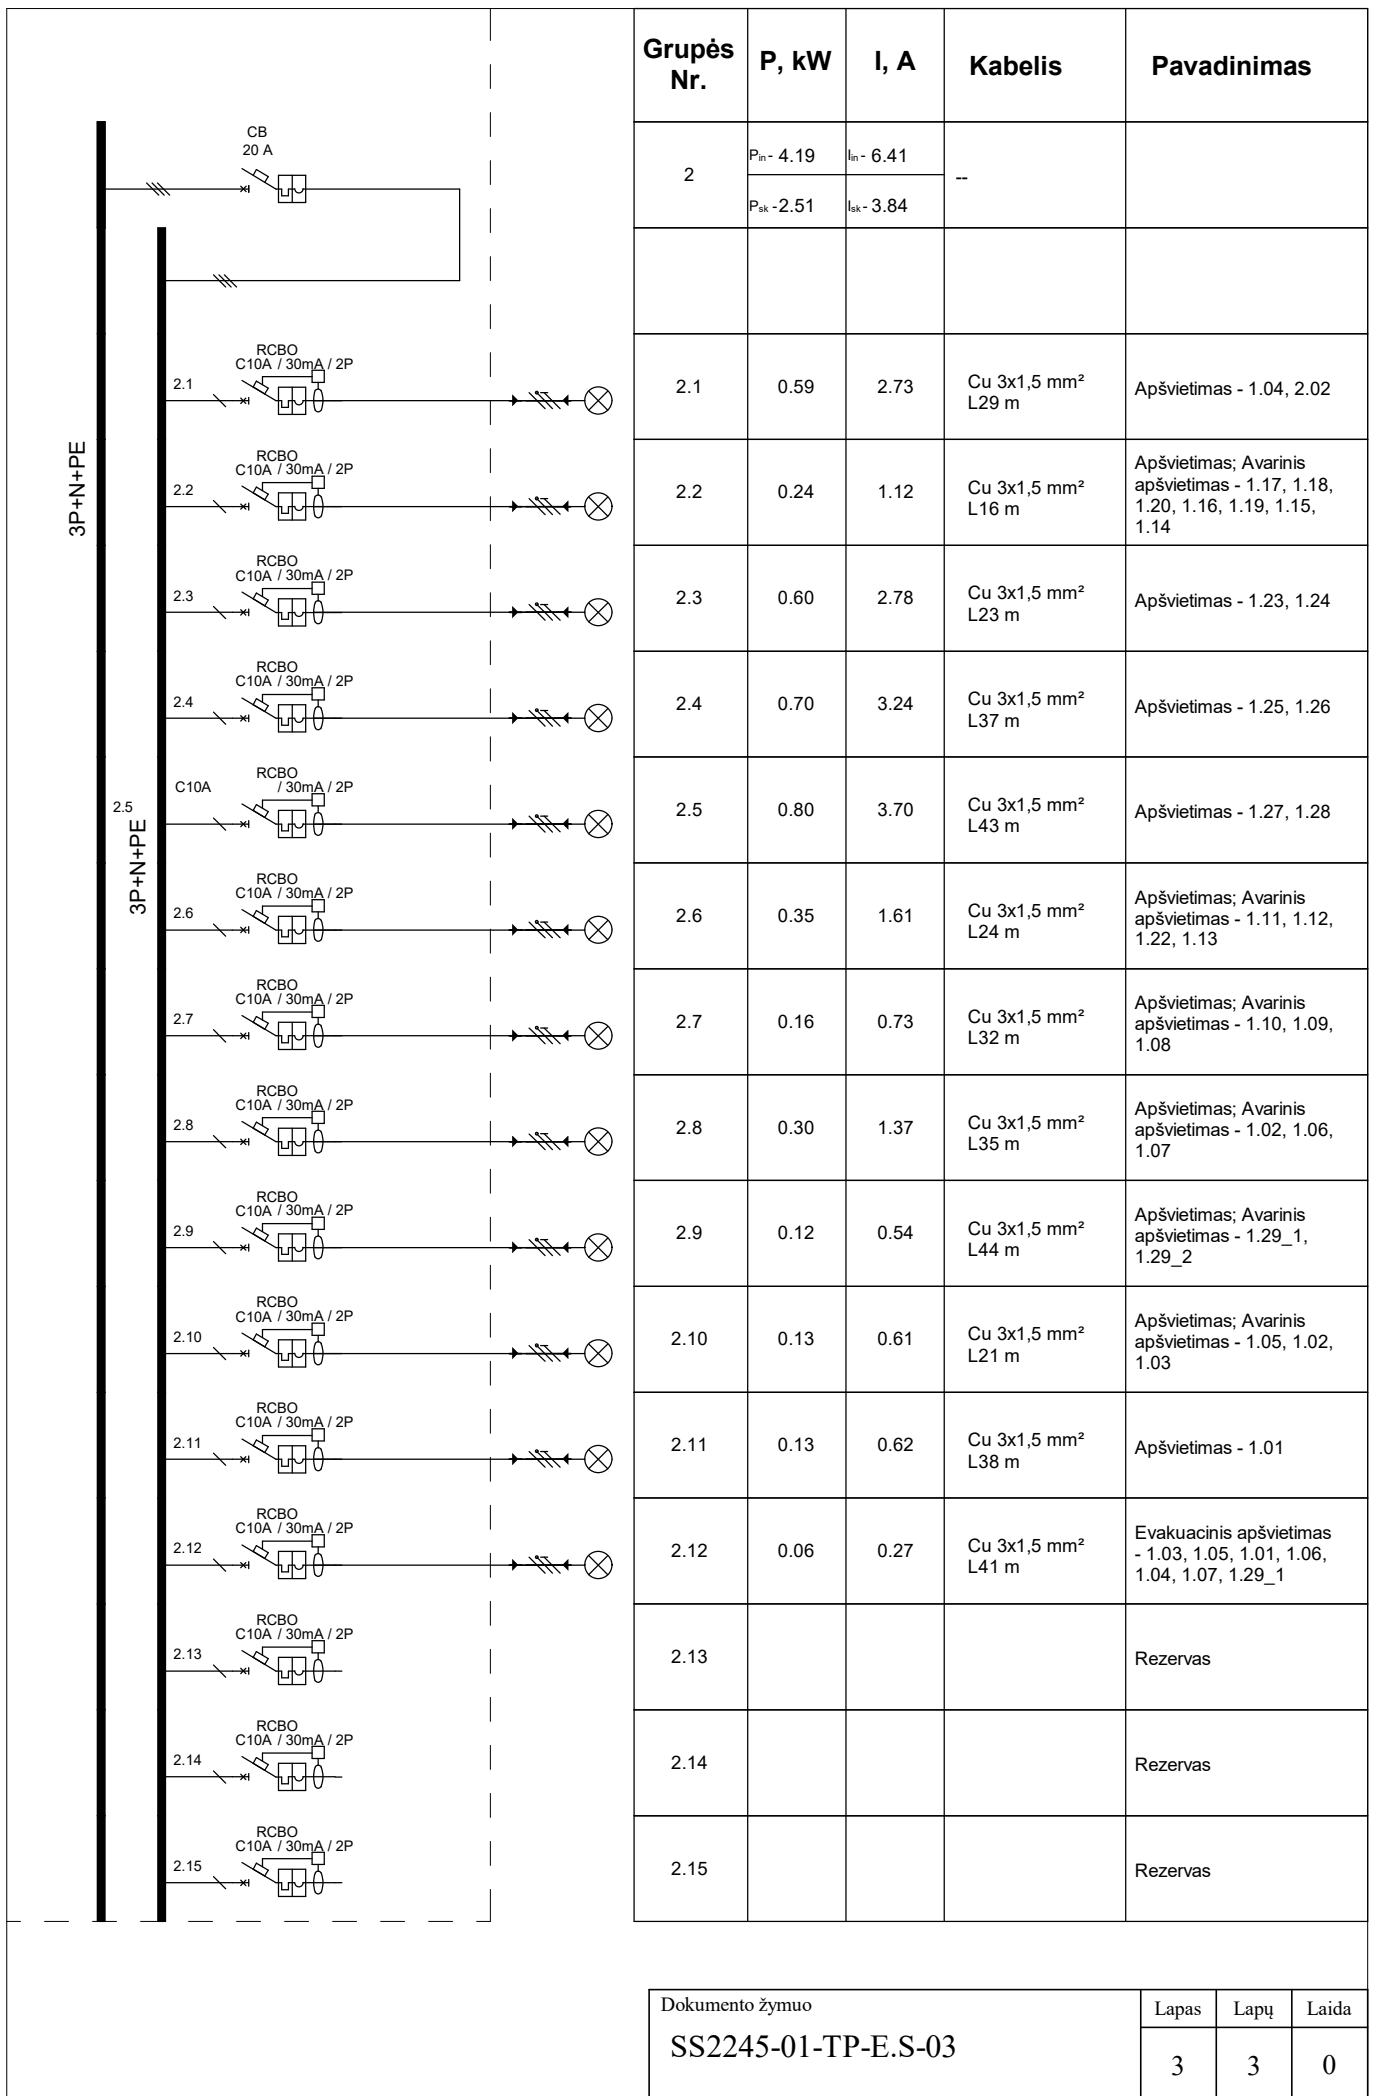 Grupės
Nr.
P, kW
I, A
Kabelis
Pavadinimas
CB
20 A
2
Pin- 4.19
Iin- 6.41
Psk -2.51
Isk- 3.84
--
3P+N+PE
3P+N+PE
RCBO
C10A / 30mA / 2P
2.1
2.1
0.59
2.73
Cu 3x1,5 mm²
L29 m
Apšvietimas - 1.04, 2.02
RCBO
C10A / 30mA / 2P
2.2
2.2
0.24
1.12
Cu 3x1,5 mm²
L16 m
Apšvietimas; Avarinis
apšvietimas - 1.17, 1.18,
1.20, 1.16, 1.19, 1.15,
1.14
RCBO
C10A / 30mA / 2P
2.3
2.3
0.60
2.78
Cu 3x1,5 mm²
L23 m
Apšvietimas - 1.23, 1.24
RCBO
C10A / 30mA / 2P
2.4
2.4
0.70
3.24
Cu 3x1,5 mm²
L37 m
Apšvietimas - 1.25, 1.26
RCBO
C10A / 30mA / 2P
2.5
2.5
0.80
3.70
Cu 3x1,5 mm²
L43 m
Apšvietimas - 1.27, 1.28
RCBO
C10A / 30mA / 2P
2.6
2.6
0.35
1.61
Cu 3x1,5 mm²
L24 m
Apšvietimas; Avarinis
apšvietimas - 1.11, 1.12,
1.22, 1.13
RCBO
C10A / 30mA / 2P
2.7
2.7
0.16
0.73
Cu 3x1,5 mm²
L32 m
Apšvietimas; Avarinis
apšvietimas - 1.10, 1.09,
1.08
RCBO
C10A / 30mA / 2P
2.8
2.8
0.30
1.37
Cu 3x1,5 mm²
L35 m
Apšvietimas; Avarinis
apšvietimas - 1.02, 1.06,
1.07
RCBO
C10A / 30mA / 2P
2.9
2.9
0.12
0.54
Cu 3x1,5 mm²
L44 m
Apšvietimas; Avarinis
apšvietimas - 1.29_1,
1.29_2
RCBO
C10A / 30mA / 2P
2.10
2.10
0.13
0.61
Cu 3x1,5 mm²
L21 m
Apšvietimas; Avarinis
apšvietimas - 1.05, 1.02,
1.03
RCBO
C10A / 30mA / 2P
2.11
2.11
0.13
0.62
Cu 3x1,5 mm²
L38 m
Apšvietimas - 1.01
RCBO
C10A / 30mA / 2P
2.12
2.12
0.06
0.27
Cu 3x1,5 mm²
L41 m
Evakuacinis apšvietimas
- 1.03, 1.05, 1.01, 1.06,
1.04, 1.07, 1.29_1
RCBO
C10A / 30mA / 2P
2.13
2.13
Rezervas
RCBO
C10A / 30mA / 2P
2.14
2.14
Rezervas
RCBO
C10A / 30mA / 2P
2.15
2.15
Rezervas
Dokumento žymuo
SS2245-01-TP-E.S-03
Lapas
Lapų
Laida
3
3
0